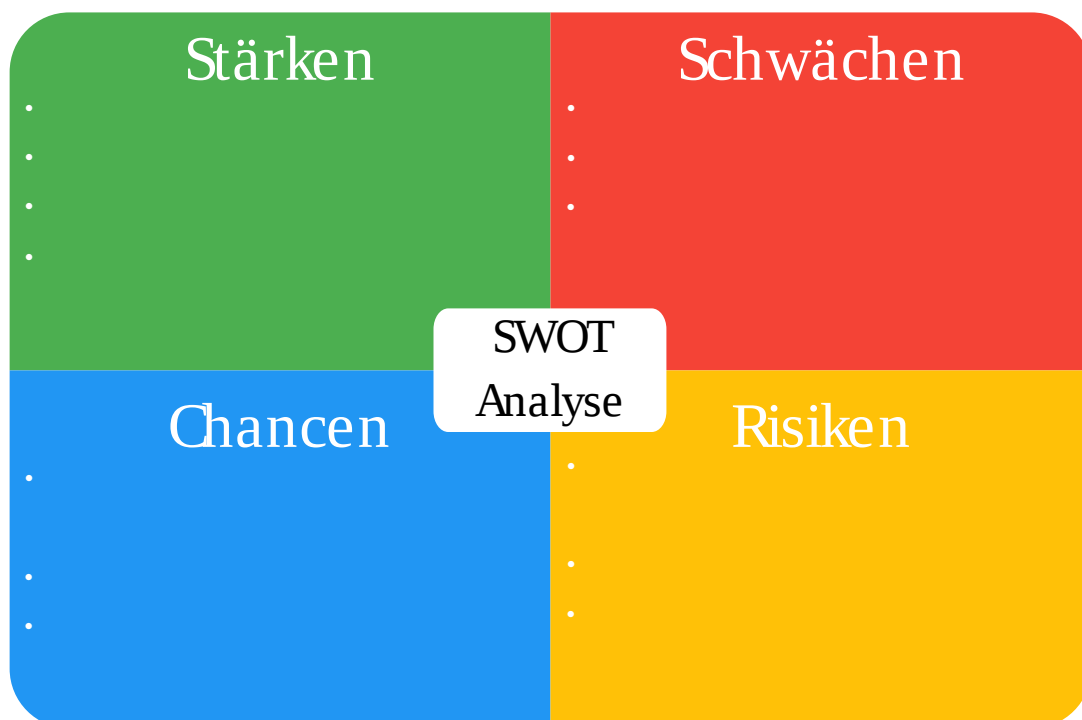 Stärken
Schwächen
SWOT
Analyse
Chancen
Risiken